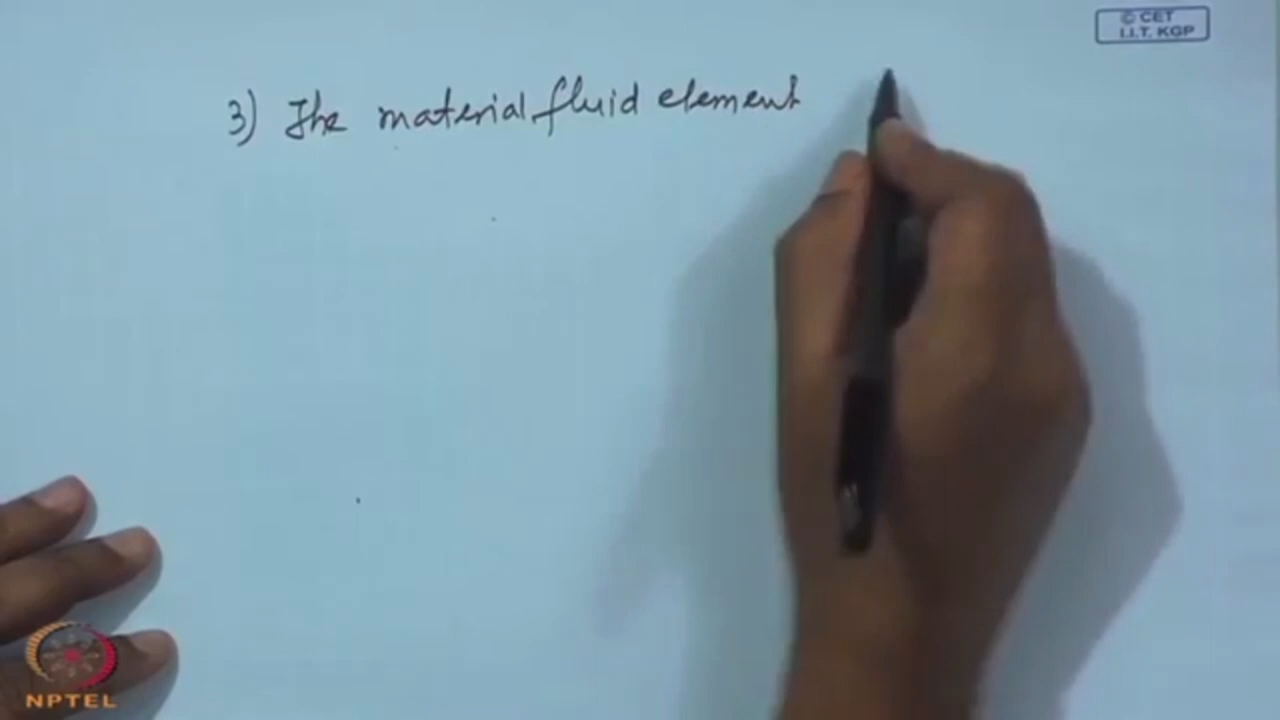 © CET
I.I.T. KGP
3) The material fluid element
NPTEL